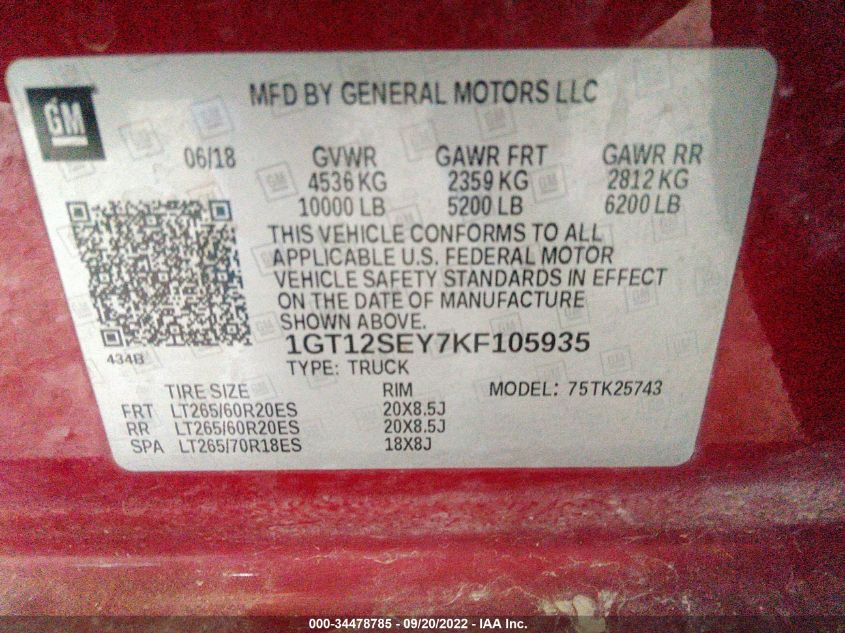 MFD BY GENERAL MOTORS LLC
GM
06/18 GVWR GAWR FRT GAWR RR
4536 KG 2359 KG 2812 KG
10000 LB 5200 LB 6200 LB
THIS VEHICLE CONFORMS TO ALL
APPLICABLE U.S. FEDERAL MOTOR
VEHICLE SAFETY STANDARDS IN EFFECT
ON THE DATE OF MANUFACTURE
SHOWN ABOVE.
434B
1GT12SEY7KF105935
TYPE: TRUCK
TIRE SIZE RIM MODEL: 75TK25743
FRT LT265/60R20ES 20X8.5J
RR LT265/60R20ES 20X8.5J
SPA LT265/70R18ES 18X8J
000-34478785 - 09/20/2022 - IAA Inc.